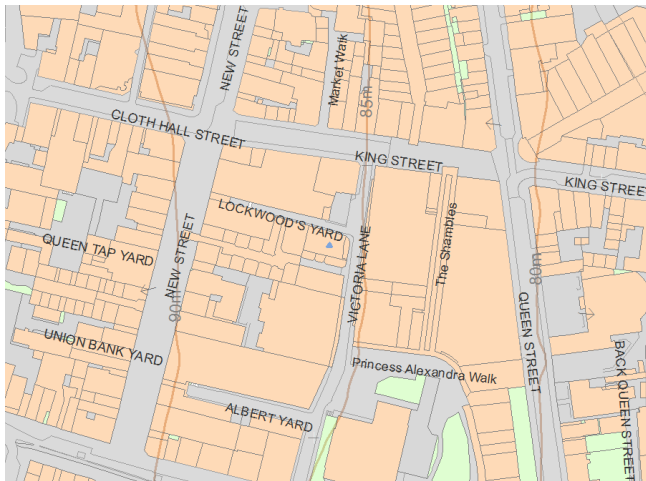 NEW STREET
Market Walk
85m
CLOTH HALL STREET
KING STREET
KING STREET
LOCKWOOD'S YARD
The Shambles
QUEEN TAP YARD
NEW STREET
VICTORIA LANE
80m
90m
QUEEN STREET
UNION BANK YARD
Princess Alexandra Walk
BACK QUEEN STREET
ALBERT YARD